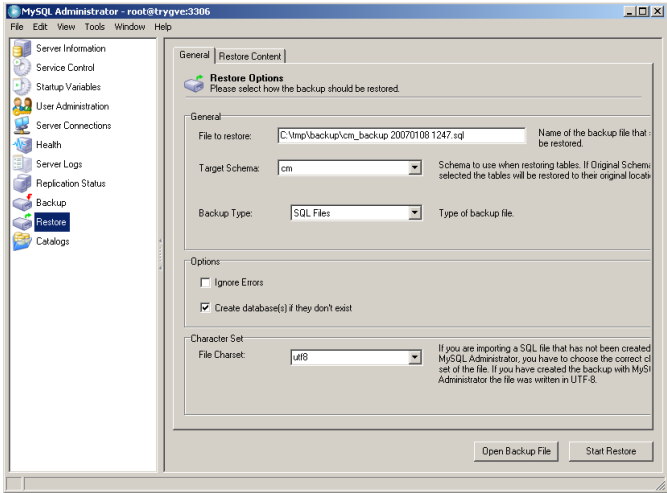 MySQL Administrator - root@trygve:3306
File Edit View Tools Window Help
Server Information
Service Control
Startup Variables
User Administration
Server Connections
Health
Server Logs
Replication Status
Backup
Restore
Catalogs
General Restore Content
Restore Options
Please select how the backup should be restored.
General
File to restore: C:\tmp\backup\cm_backup 20070108 1247.sql
Name of the backup file that
be restored.
Target Schema: cm
Schema to use when restoring tables. If Original Schema
selected the tables will be restored to their original
Backup Type: SQL Files Type of backup file.
Options
Ignore Errors
Create database(s) if they don't exist
Character Set
File Charset: utf8
If you are importing a SQL file that has not been created
MySQL Administrator, you have to choose the correct
set of the file. If you have created the backup with
Administrator the file was written in UTF-8.
Open Backup File Start Restore